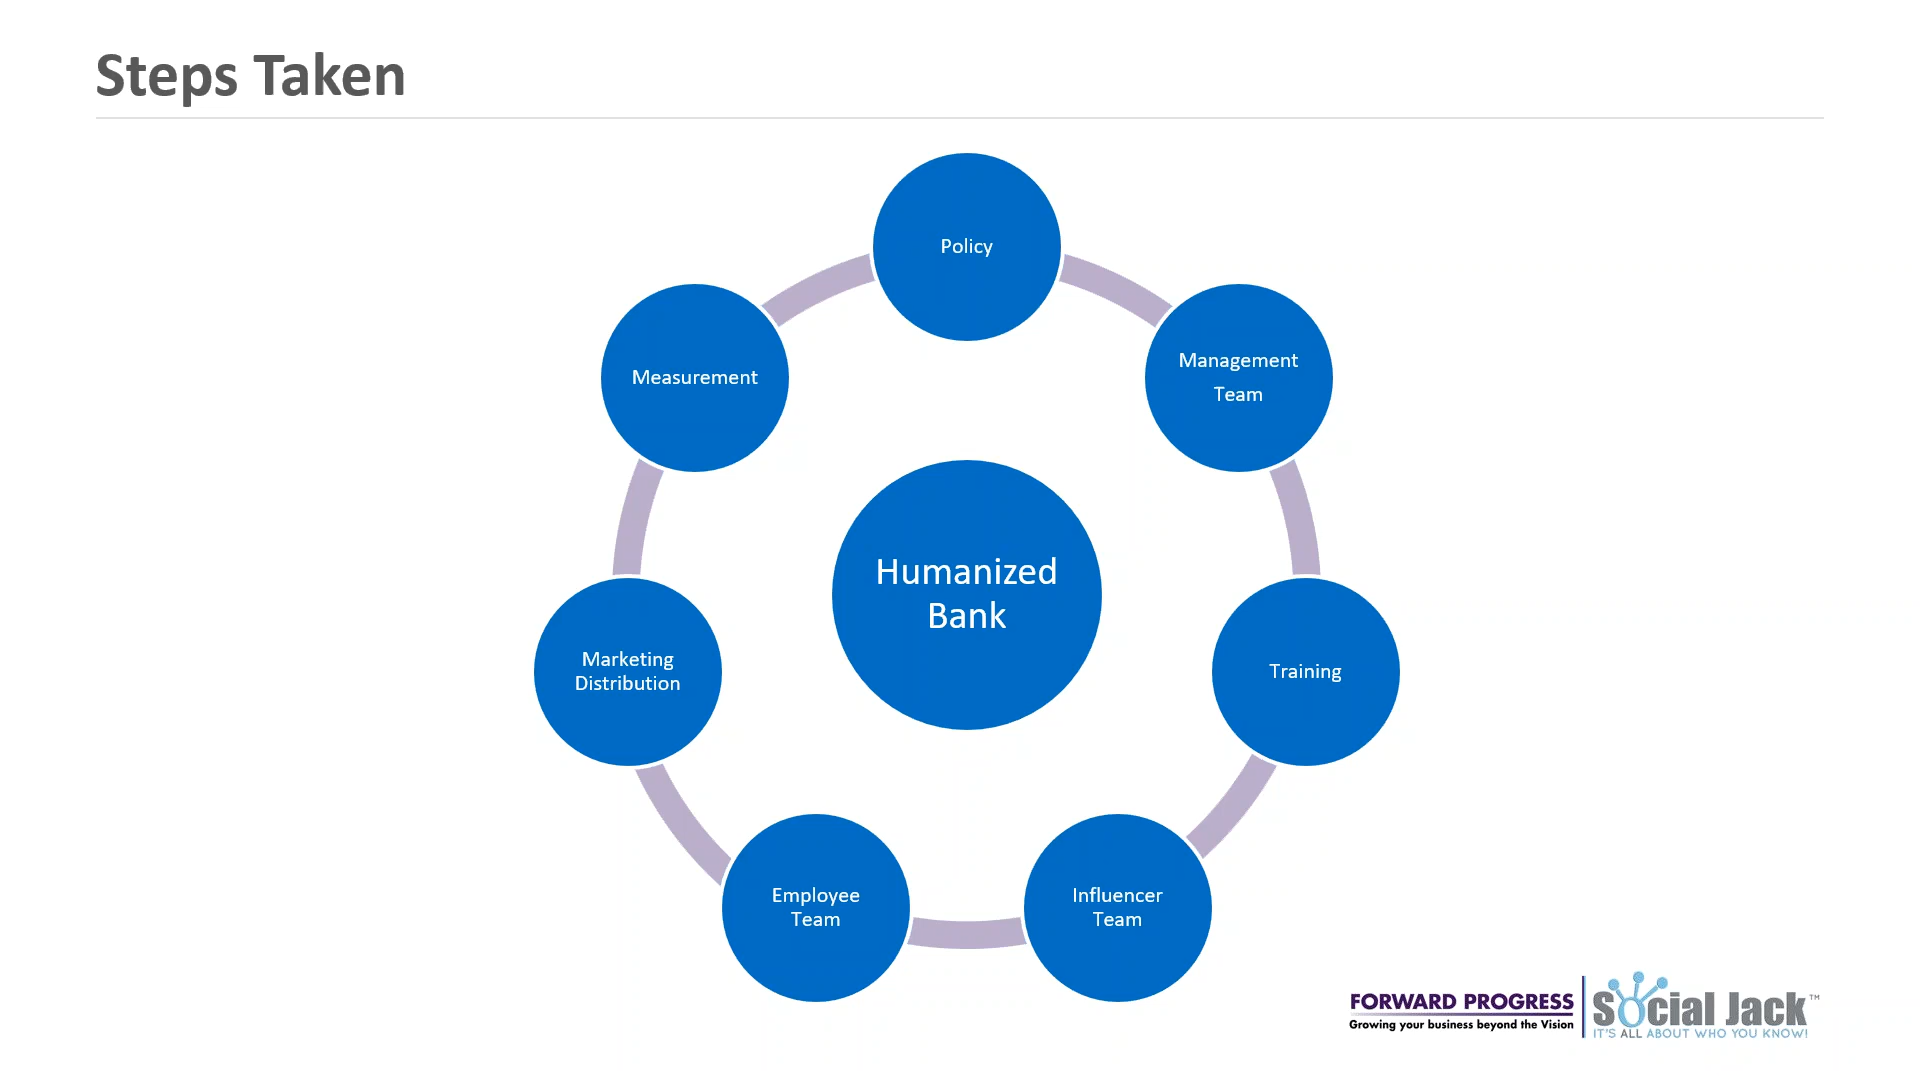 Steps Taken
Policy
Management
Team
Training
Influencer
Team
Employee
Team
Marketing
Distribution
Measurement
Humanized
Bank
FORWARD PROGRESS
Growing your business beyond the Vision
Social Jack™
IT'S ALL ABOUT WHO YOU KNOW!